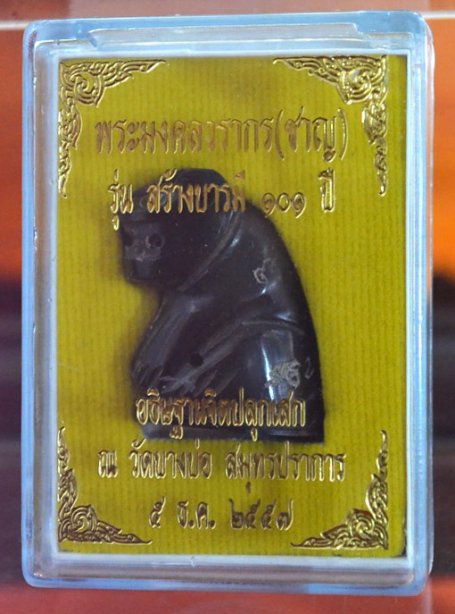 พระมงคลวรากร(ชาญ)
รุ่น สร้างบารมี ๑๐๑ ปี
อธิษฐานจิตปลุกเสก
ณ วัดบางบ่อ สมุทรปราการ
๕ ธ.ค. ๒๕๕๗